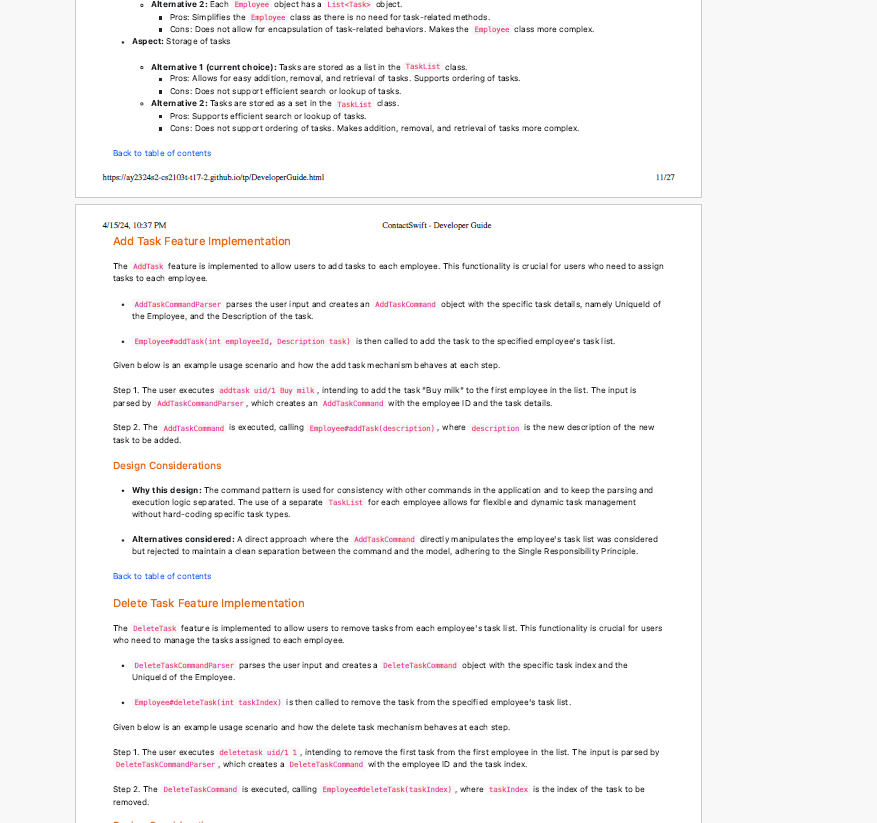 Alternative 2: Each Employee object has a List<Task> object.
Pros: Simplifies the Employee class as there is no need for task-related methods.
Cons: Does not allow for encapsulation of task-related behaviors. Makes the Employee class more complex.
Aspect: Storage of tasks
Alternative 1 (current choice): Tasks are stored as a list in the TaskList class.
Pros: Allows for easy addition, removal, and retrieval of tasks. Supports ordering of tasks.
Cons: Does not support efficient search or lookup of tasks.
Alternative 2: Tasks are stored as a set in the TaskList class.
Pros: Supports efficient search or lookup of tasks.
Cons: Does not support ordering of tasks. Makes addition, removal, and retrieval of tasks more complex.
Back to table of contents
https://ay2324s2-cs2103t-t17-2.github.io/tp/DeveloperGuide.html 11/27
4/15/24, 10:37 PM ContactSwift - Developer Guide
Add Task Feature Implementation
The AddTask feature is implemented to allow users to add tasks to each employee. This functionality is crucial for users who need to assign
tasks to each employee.
AddTaskCommandParser parses the user input and creates an AddTaskCommand object with the specific task details, namely UniqueId of
the Employee, and the Description of the task.
Employee#addTask(int employeeId, Description task) is then called to add the task to the specified employee's task list.
Given below is an example usage scenario and how the add task mechanism behaves at each step.
Step 1. The user executes addtask uid/1 Buy milk, intending to add the task "Buy milk" to the first employee in the list. The input is
parsed by AddTaskCommandParser, which creates an AddTaskCommand with the employee ID and the task details.
Step 2. The AddTaskCommand is executed, calling Employee#addTask(description), where description is the new description of the new
task to be added.
Design Considerations
Why this design: The command pattern is used for consistency with other commands in the application and to keep the parsing and
execution logic separated. The use of a separate TaskList for each employee allows for flexible and dynamic task management
without hard-coding specific task types.
Alternatives considered: A direct approach where the AddTaskCommand directly manipulates the employee's task list was considered
but rejected to maintain a clean separation between the command and the model, adhering to the Single Responsibility Principle.
Back to table of contents
Delete Task Feature Implementation
The DeleteTask feature is implemented to allow users to remove tasks from each employee's task list. This functionality is crucial for users
who need to manage the tasks assigned to each employee.
DeleteTaskCommandParser parses the user input and creates a DeleteTaskCommand object with the specific task index and the
UniqueId of the Employee.
Employee#deleteTask(int taskIndex) is then called to remove the task from the specified employee's task list.
Given below is an example usage scenario and how the delete task mechanism behaves at each step.
Step 1. The user executes deletetask uid/1 1, intending to remove the first task from the first employee in the list. The input is parsed by
DeleteTaskCommandParser, which creates a DeleteTaskCommand with the employee ID and the task index.
Step 2. The DeleteTaskCommand is executed, calling Employee#deleteTask(taskIndex), where taskIndex is the index of the task to be
removed.